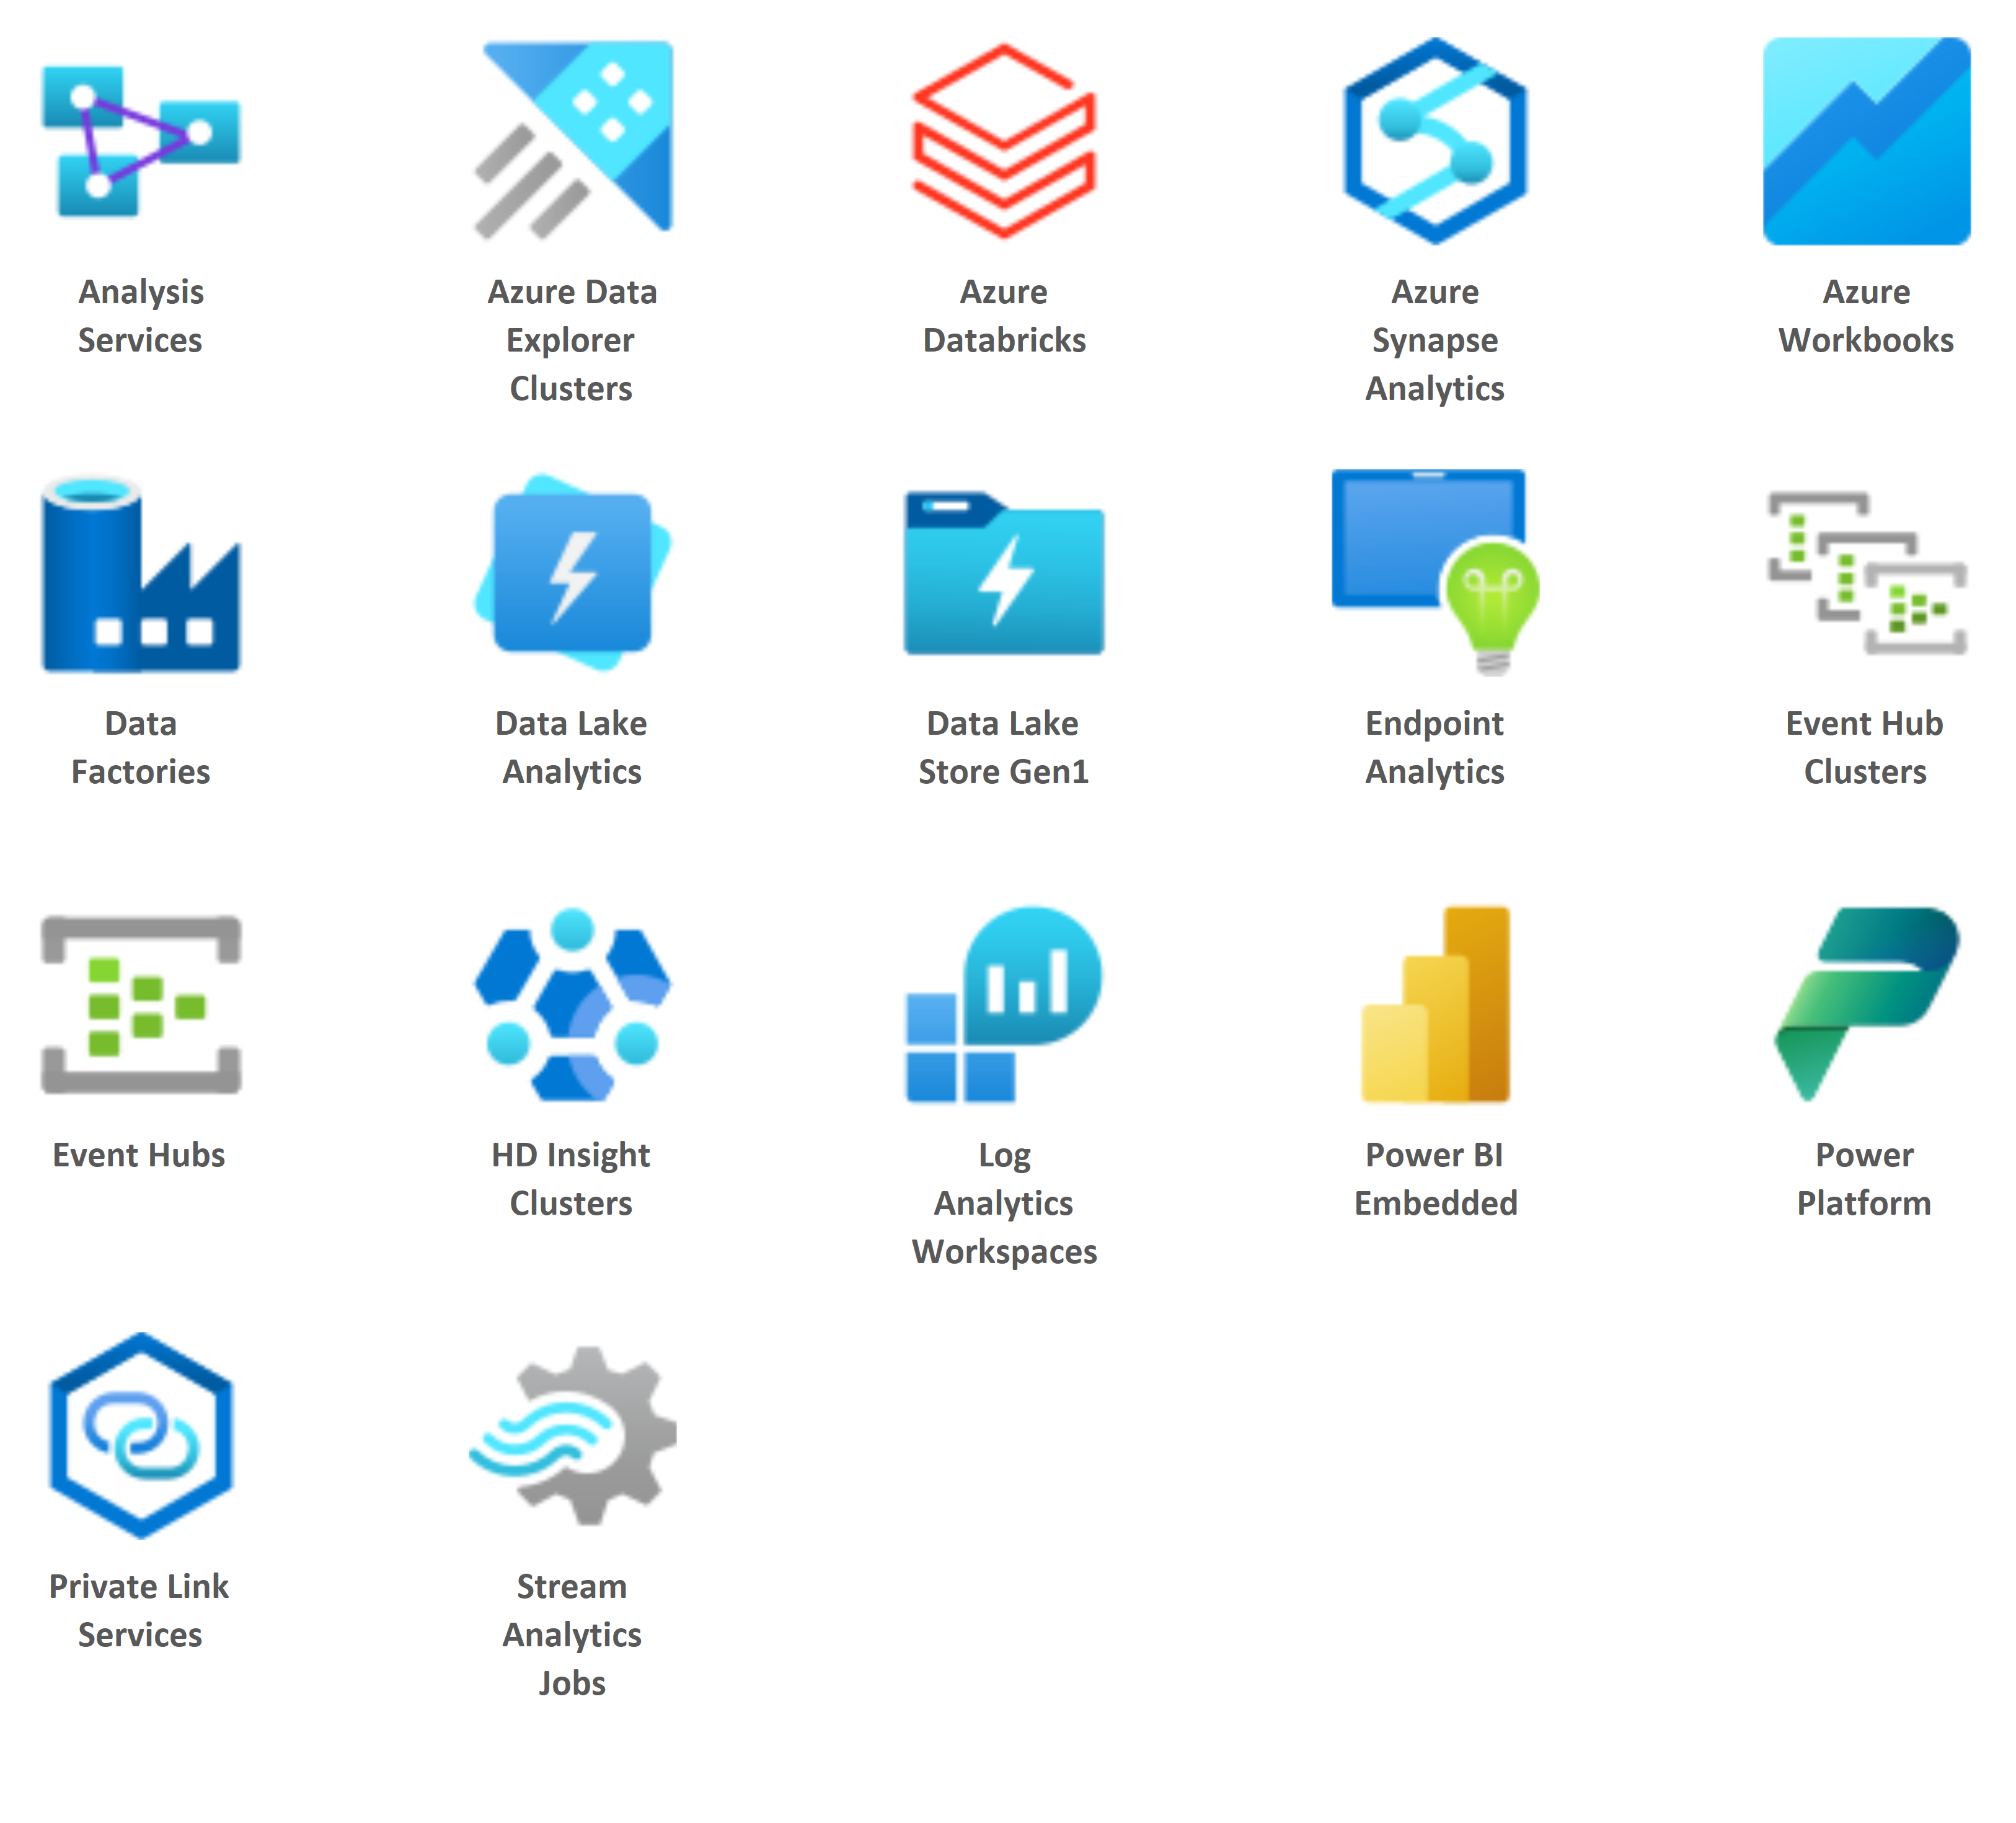 Analysis
Services
Azure Data
Explorer
Clusters
Azure
Databricks
Azure
Synapse
Analytics
Azure
Workbooks
Data
Factories
Data Lake
Analytics
Data Lake
Store Gen1
Endpoint
Analytics
Event Hub
Clusters
Event Hubs
HD Insight
Clusters
Log
Analytics
Workspaces
Power BI
Embedded
Power
Platform
Private Link
Services
Stream
Analytics
Jobs